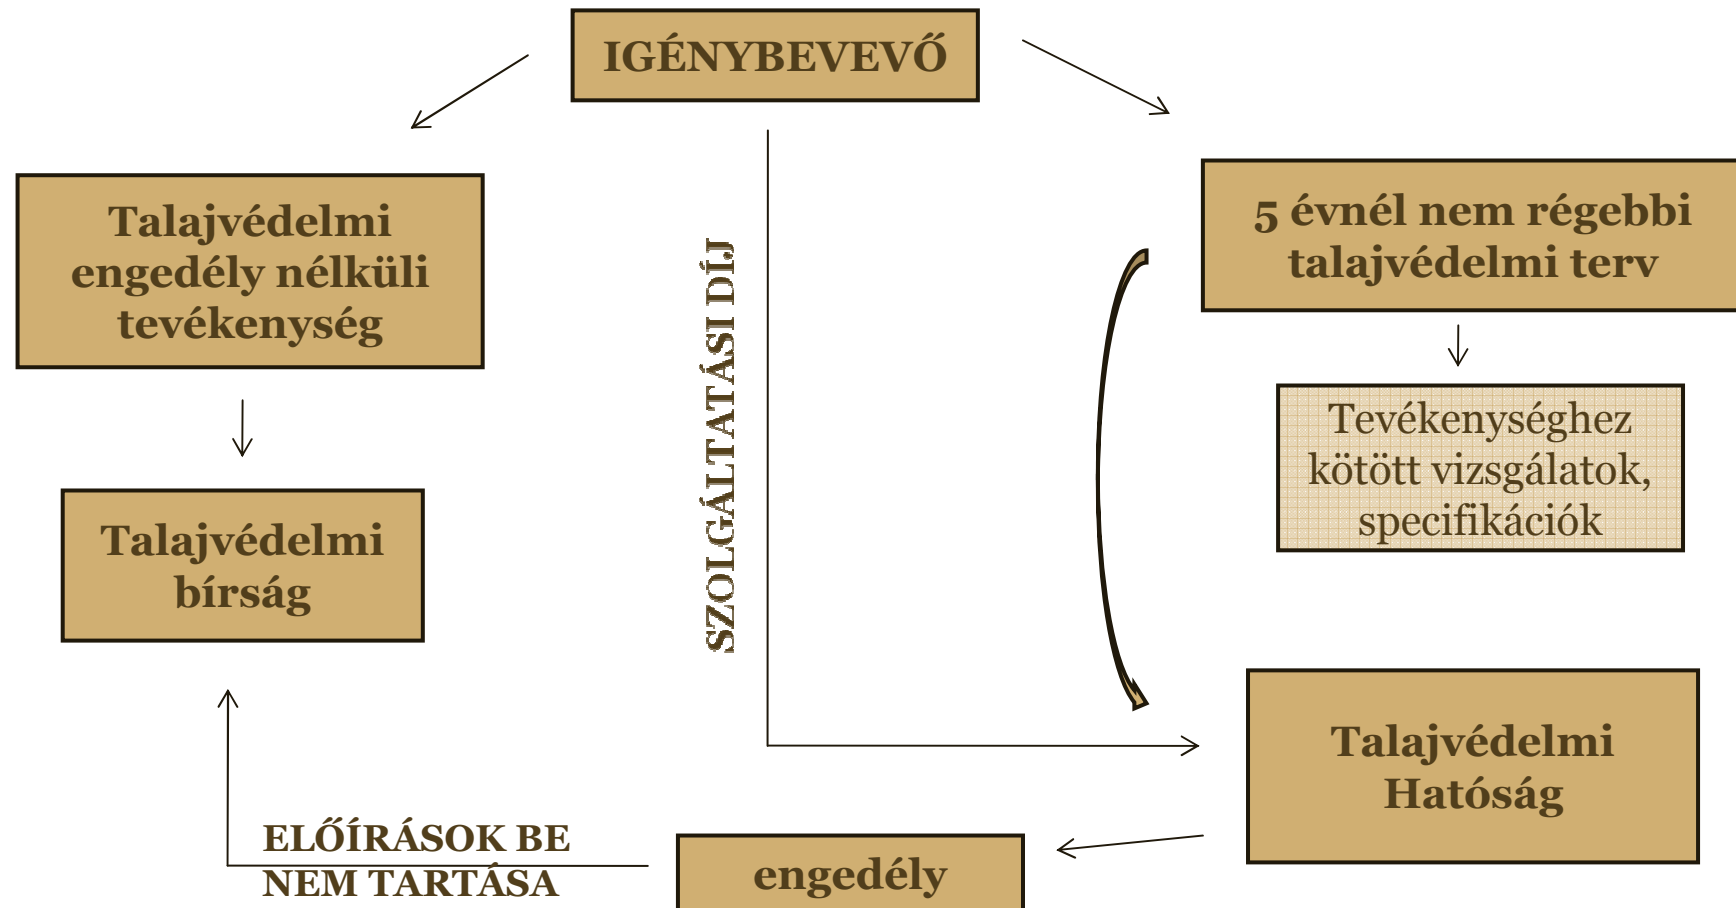 IGÉNYBEVEVŐ
Talajvédelmi
engedély nélküli
tevékenység
5 évnél nem régebbi
talajvédelmi terv
SZOLGÁLTATÁSI DÍJ
Tevékenységhez
kötött vizsgálatok,
specifikációk
Talajvédelmi
bírság
Talajvédelmi
Hatóság
ELŐÍRÁSOK BE
NEM TARTÁSA
engedély